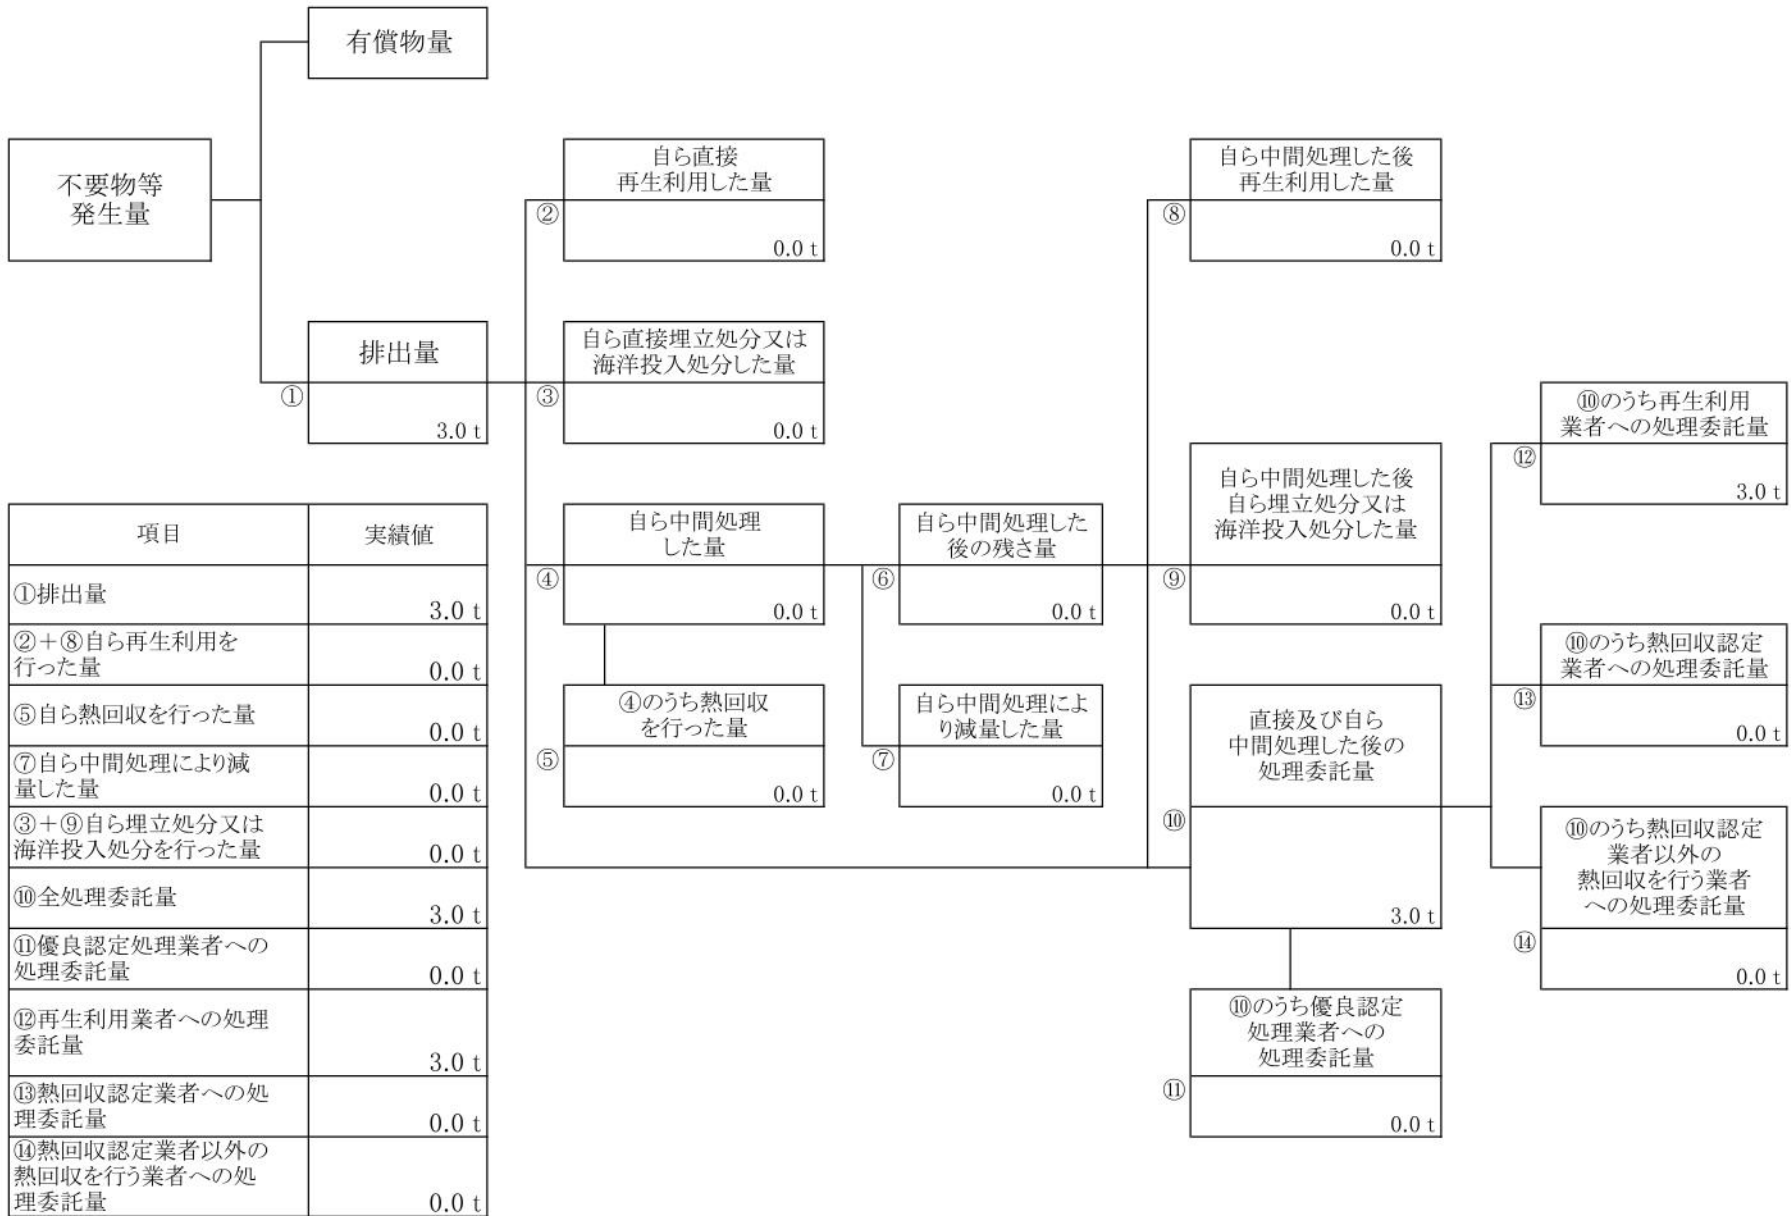 有償物量
不要物等
発生量
排出量
①
3.0 t
自ら直接
再生利用した量
②
0.0 t
自ら直接埋立処分又は
海洋投入処分した量
③
0.0 t
自ら中間処理
した量
④
0.0 t
④のうち熱回収
を行った量
⑤
0.0 t
自ら中間処理した
後の残さ量
⑥
0.0 t
自ら中間処理によ
り減量した量
⑦
0.0 t
自ら中間処理した後
再生利用した量
⑧
0.0 t
自ら中間処理した後
自ら埋立処分又は
海洋投入処分した量
⑨
0.0 t
直接及び自ら
中間処理した後の
処理委託量
⑩
3.0 t
⑩のうち優良認定
処理業者への
処理委託量
⑪
0.0 t
⑩のうち再生利用
業者への処理委託量
⑫
3.0 t
⑩のうち熱回収認定
業者への処理委託量
⑬
0.0 t
⑩のうち熱回収認定
業者以外の
熱回収を行う業者
への処理委託量
⑭
0.0 t
項目 実績値
①排出量
3.0 t
②＋⑧自ら再生利用を
行った量
0.0 t
⑤自ら熱回収を行った量
0.0 t
⑦自ら中間処理により減
量した量
0.0 t
③＋⑨自ら埋立処分又は
海洋投入処分を行った量
0.0 t
⑩全処理委託量
3.0 t
⑪優良認定処理業者への
処理委託量
0.0 t
⑫再生利用業者への処理
委託量
3.0 t
⑬熱回収認定業者への処
理委託量
0.0 t
⑭熱回収認定業者以外の
熱回収を行う業者への処
理委託量
0.0 t